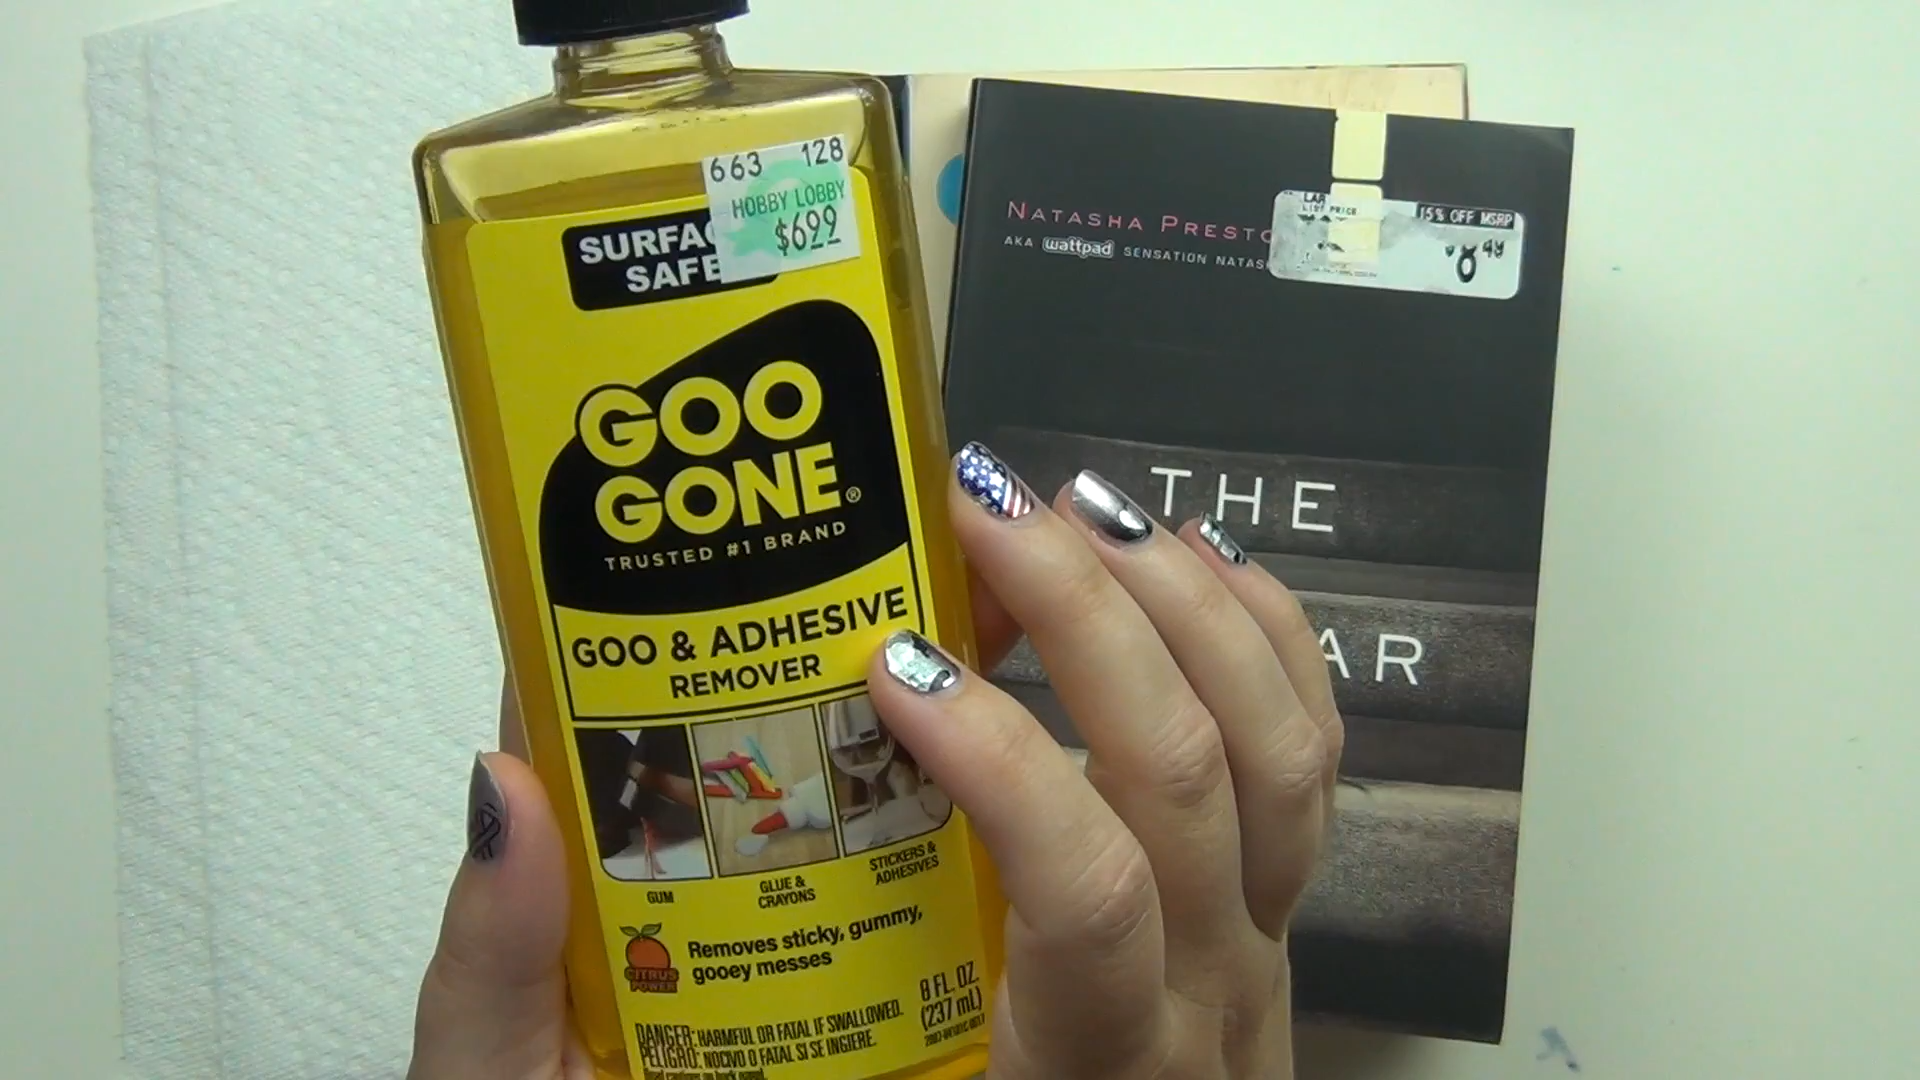 663 128
HOBBY LOBBY
$6.99
SURFAC
SAFE
GOO
GONE®
TRUSTED #1 BRAND
GOO & ADHESIVE
REMOVER
GUM
GLUE &
CRAYONS
STICKERS &
ADHESIVES
CITRUS
POWER
Removes sticky, gummy,
gooey messes
8 FL. OZ.
(237 mL)
DANGER: HARMFUL OR FATAL IF SWALLOWED.
PELIGRO: NOCIVO O FATAL SI SE INGIERE.
NATASHA PRESTO
AKA wattpad SENSATION NATAS
LAR
LIST PRICE
15% OFF MSRP
$8.49
THE
AR